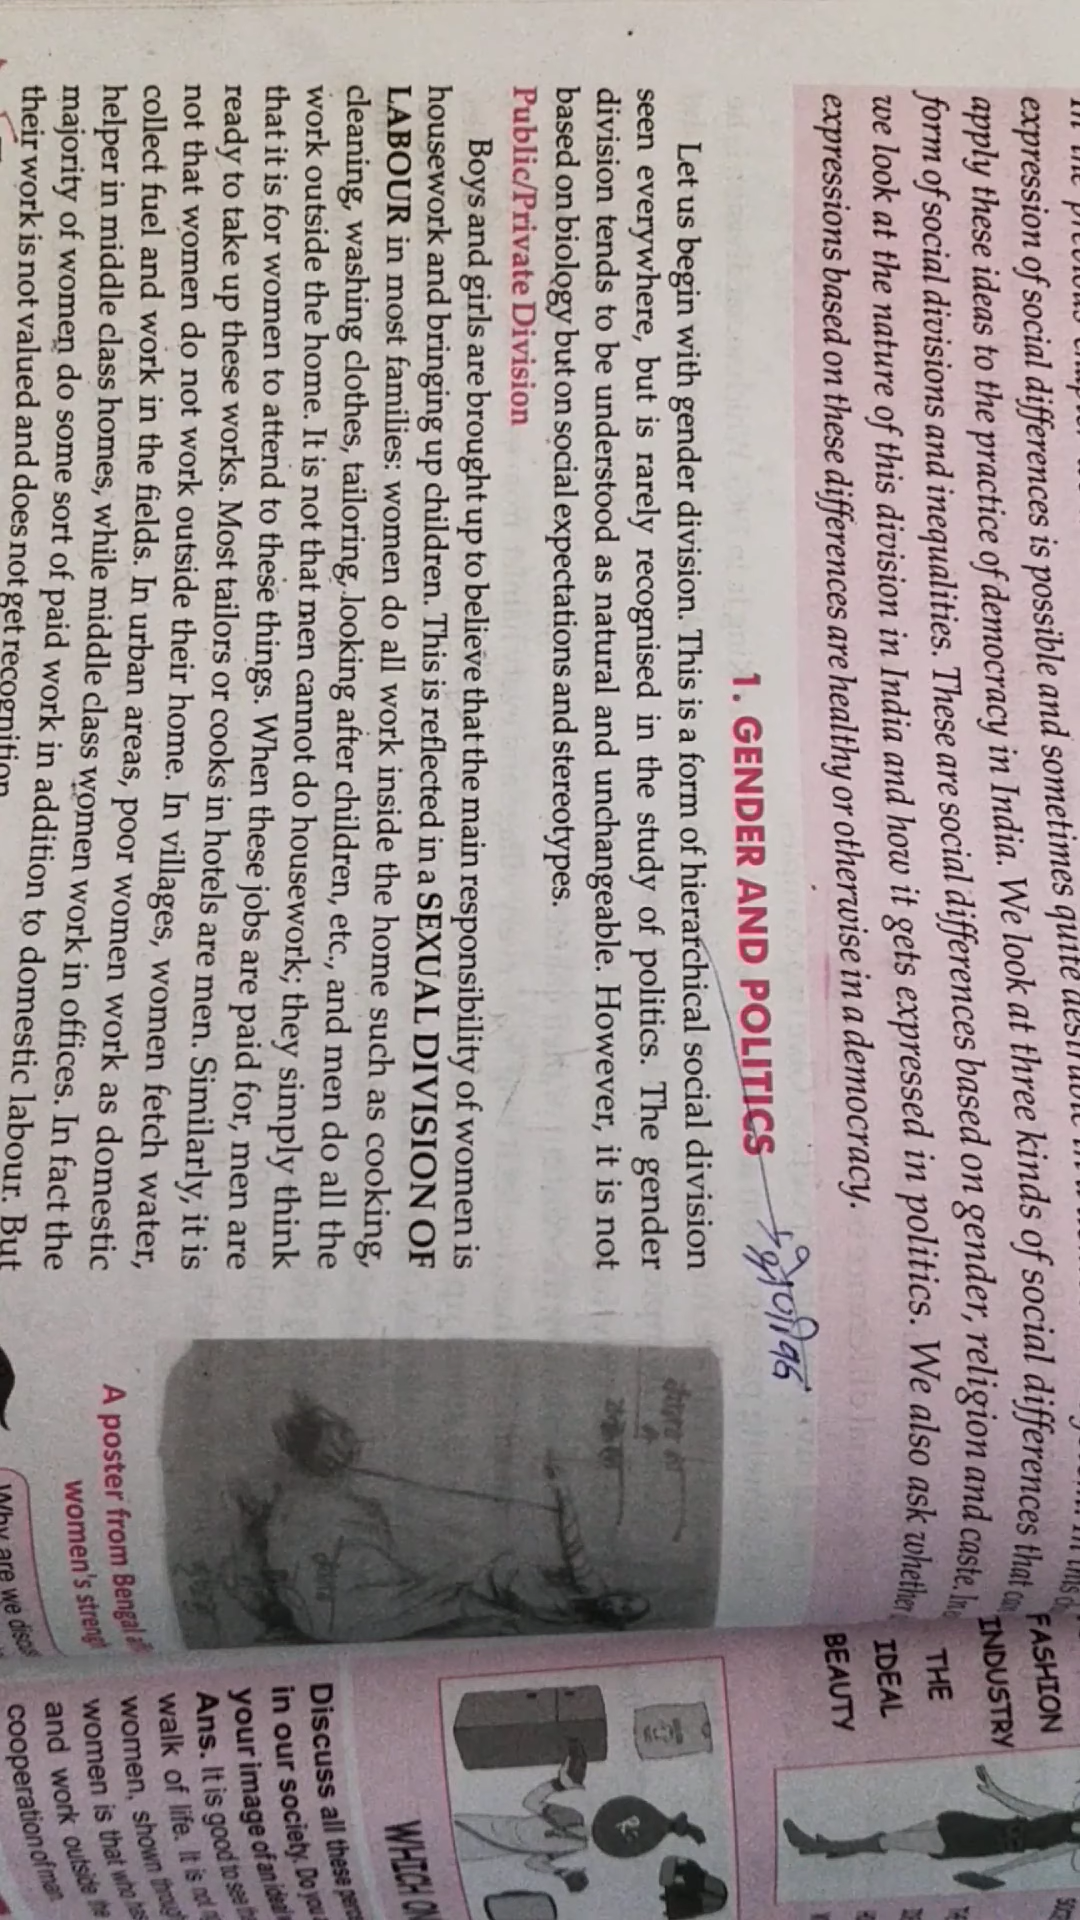 expression of social differences is possible and sometimes quite
apply these ideas to the practice of democracy in India. We look at three kinds of social differences that
form of social divisions and inequalities. These are social differences based on gender, religion and caste.
we look at the nature of this division in India and how it gets expressed in politics. We also ask whether
expressions based on these differences are healthy or otherwise in a democracy.
1. GENDER AND POLITICS
Let us begin with gender division. This is a form of hierarchical social division
seen everywhere, but is rarely recognised in the study of politics. The gender
division tends to be understood as natural and unchangeable. However, it is not
based on biology but on social expectations and stereotypes.
Public/Private Division
Boys and girls are brought up to believe that the main responsibility of women is
housework and bringing up children. This is reflected in a SEXUAL DIVISION OF
LABOUR in most families: women do all work inside the home such as cooking,
cleaning, washing clothes, tailoring, looking after children, etc., and men do all the
work outside the home. It is not that men cannot do housework; they simply think
that it is for women to attend to these things. When these jobs are paid for, men are
ready to take up these works. Most tailors or cooks in hotels are men. Similarly, it is
not that women do not work outside their home. In villages, women fetch water,
collect fuel and work in the fields. In urban areas, poor women work as domestic
helper in middle class homes, while middle class women work in offices. In fact the
majority of women do some sort of paid work in addition to domestic labour. But
their work is not valued and does not get recognition
A poster from Bengal
women's
Why are we
FASHION
INDUSTRY
THE
IDEAL
BEAUTY
WHICH
Discuss all these
in our society. Do you
your image of an ideal
Ans. It is good to see
walk of life. It is
women, shown
women is that who
and work outside the
cooperation of man